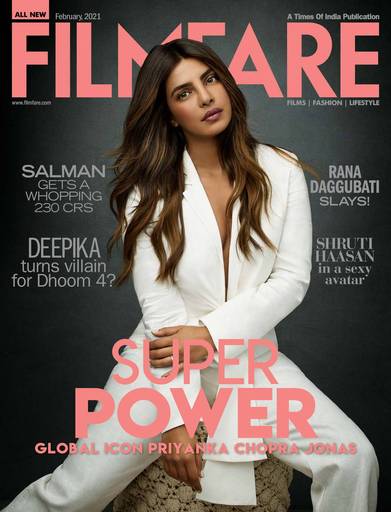 ALL NEW
February, 2021
A Times Of India Publication
FILMFARE
www.filmfare.com
FILMS | FASHION | LIFESTYLE
SALMAN
GETS A
WHOPPING
230 CRS
RANA
DAGGUBATI
SLAYS!
DEEPIKA
turns villain
for Dhoom 4?
SHRUTI
HAASAN
in a sexy
avatar
SUPER
POWER
GLOBAL ICON PRIYANKA CHOPRA JONAS